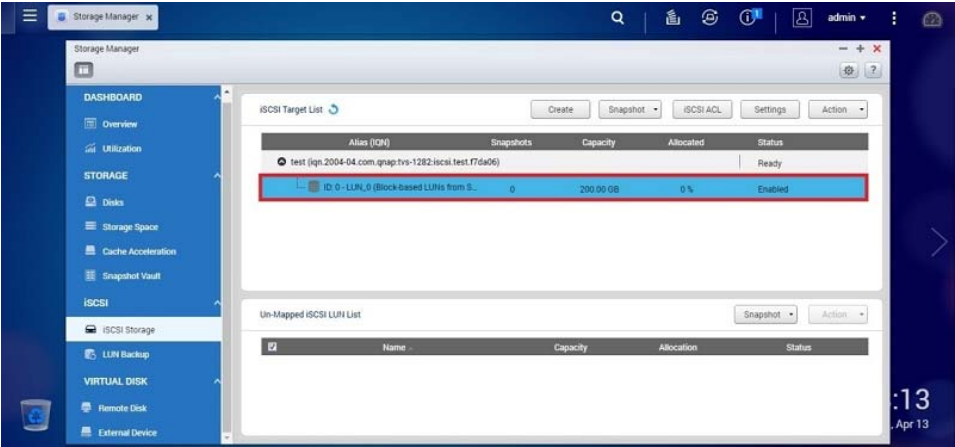 Storage Manager ×
1
admin
Storage Manager
?
DASHBOARD
Overview
Utilization
STORAGE
Disks
Storage Space
Cache Acceleration
Snapshot Vault
iSCSI
iSCSI Storage
LUN Backup
VIRTUAL DISK
Remote Disk
External Device
iSCSI Target List
Create
Snapshot
iSCSI ACL
Settings
Action
Alias (IQN) Snapshots Capacity Allocated Status
test (iqn.2004-04.com.qnap:tvs-1282:iscsi.test.f7da06) Ready
ID: 0 - LUN_0 (Block-based LUNs from S... 0 200.00 GB 0 % Enabled
Un-Mapped iSCSI LUN List
Snapshot
Action
Name Capacity Allocation Status
:13
, Apr 13